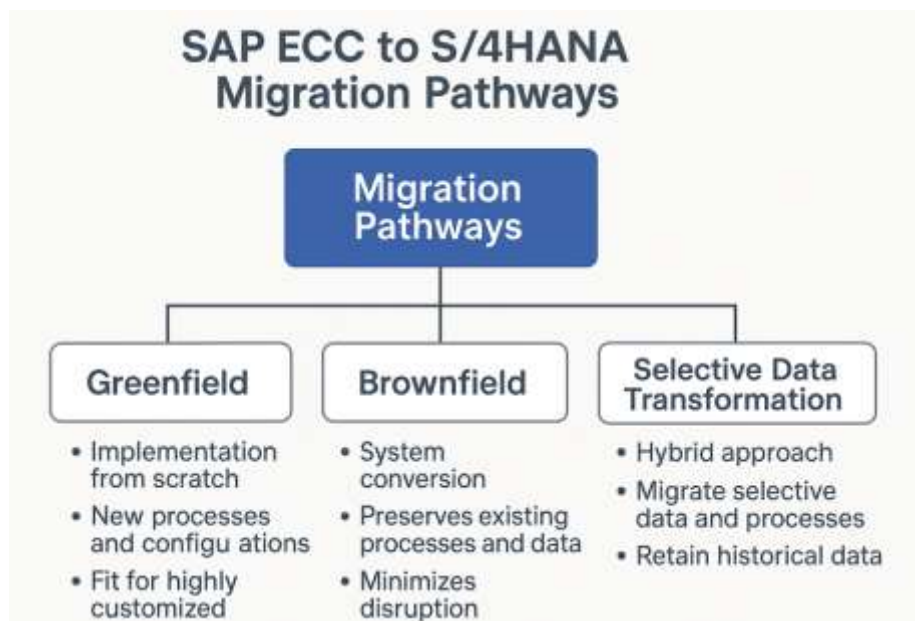 SAP ECC to S/4HANA
Migration Pathways
Migration
Pathways
Greenfield
• Implementation
from scratch
• New processes
and configu ations
• Fit for highly
customized
Brownfield
• System
conversion
• Preserves existing
processes and data
• Minimizes
disruption
Selective Data
Transformation
• Hybrid approach
• Migrate selective
data and processes
• Retain historical data